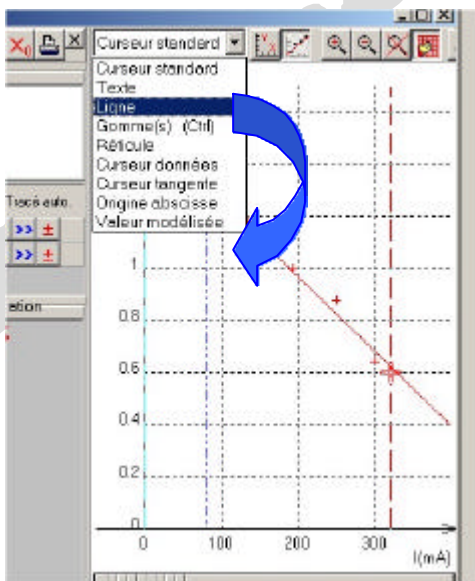 Curseur standard
Curseur standard
Texte
Ligne
Gomme(s) (Ctrl)
Réticule
Curseur données
Curseur tangente
Origine abscisse
Valeur modélisée
Tracé auto.
1
0.8
0.6
0.4
0.2
0
0 100 200 300
I(mA)